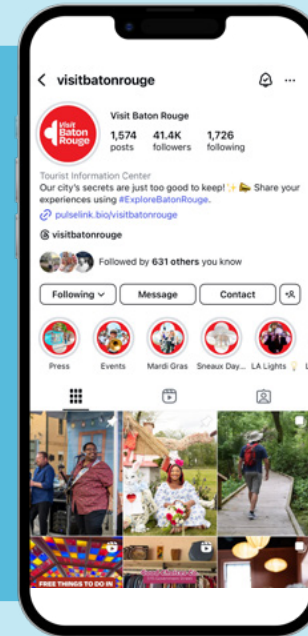 visitbatonrouge
Visit
Baton
Rouge
Visit Baton Rouge
1,574 41.4K 1,726
posts followers following
Tourist Information Center
Our city's secrets are just too good to keep! Share your
experiences using #ExploreBatonRouge.
pulselink.bio/visitbatonrouge
visitbatonrouge
Followed by 631 others you know
Following Message Contact
Press Events Mardi Gras Sneaux Day... LA Lights
FREE THINGS TO DO IN